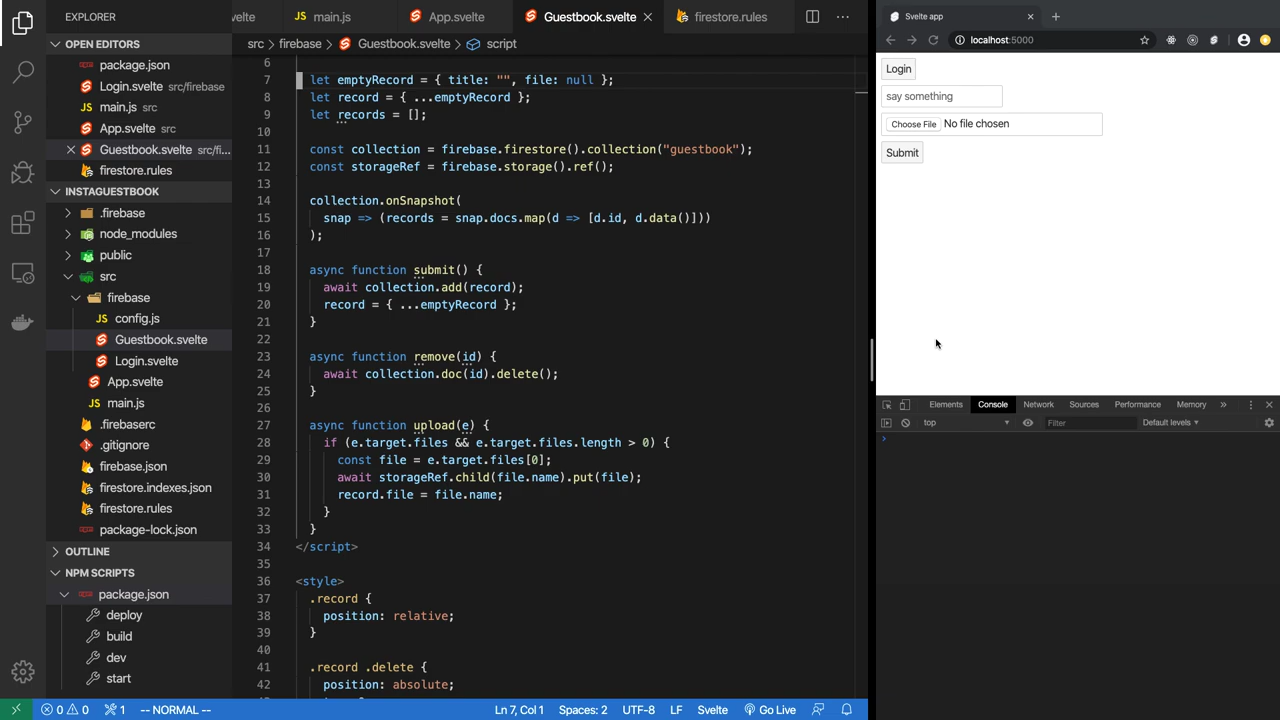 EXPLORER
OPEN EDITORS
package.json
Login.svelte src/firebase
main.js src
App.svelte src
Guestbook.svelte src/fi...
firestore.rules
INSTAGUESTBOOK
.firebase
node_modules
public
src
firebase
config.js
Guestbook.svelte
Login.svelte
App.svelte
main.js
.firebaserc
.gitignore
firebase.json
firestore.indexes.json
firestore.rules
package-lock.json
OUTLINE
NPM SCRIPTS
package.json
deploy
build
dev
start
velte
main.js
App.svelte
Guestbook.svelte
firestore.rules
src > firebase > Guestbook.svelte > script
6
7 let emptyRecord = { title: "", file: null };
8 let record = { ...emptyRecord };
9 let records = [];
10
11 const collection = firebase.firestore().collection("guestbook");
12 const storageRef = firebase.storage().ref();
13
14 collection.onSnapshot(
15 snap => (records = snap.docs.map(d => [d.id, d.data()]))
16 );
17
18 async function submit() {
19 await collection.add(record);
20 record = { ...emptyRecord };
21 }
22
23 async function remove(id) {
24 await collection.doc(id).delete();
25 }
26
27 async function upload(e) {
28 if (e.target.files && e.target.files.length > 0) {
29 const file = e.target.files[0];
30 await storageRef.child(file.name).put(file);
31 record.file = file.name;
32 }
33 }
34 </script>
35
36 <style>
37 .record {
38 position: relative;
39 }
40
41 .record .delete {
42 position: absolute;
0 0 1 -- NORMAL -- Ln 7, Col 1 Spaces: 2 UTF-8 LF Svelte Go Live
Svelte app
localhost:5000
Login
say something
Choose File No file chosen
Submit
Elements Console Network Sources Performance Memory
top Filter Default levels